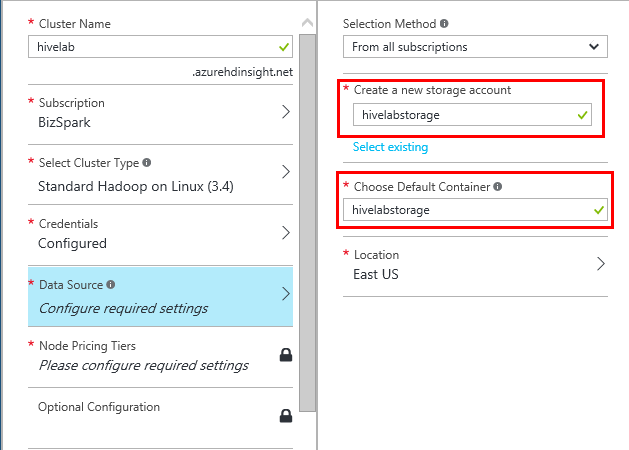 * Cluster Name
hivelab
.azurehdinsight.net
* Subscription
BizSpark
* Select Cluster Type
Standard Hadoop on Linux (3.4)
* Credentials
Configured
* Data Source
Configure required settings
* Node Pricing Tiers
Please configure required settings
Optional Configuration
Selection Method
From all subscriptions
* Create a new storage account
hivelabstorage
Select existing
* Choose Default Container
hivelabstorage
* Location
East US